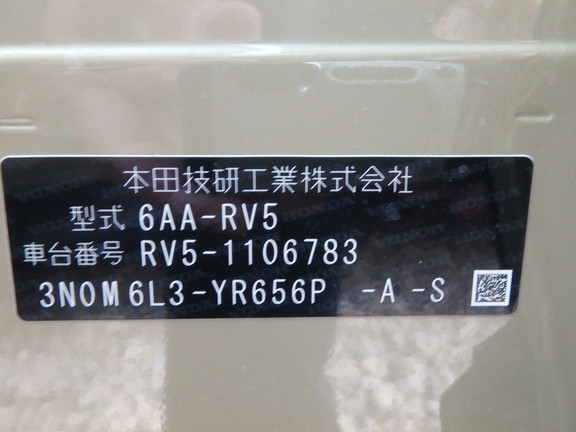 本田技研工業株式会社
型式 6AA-RV5
車台番号 RV5-1106783
3N0M6L3-YR656P -A -S